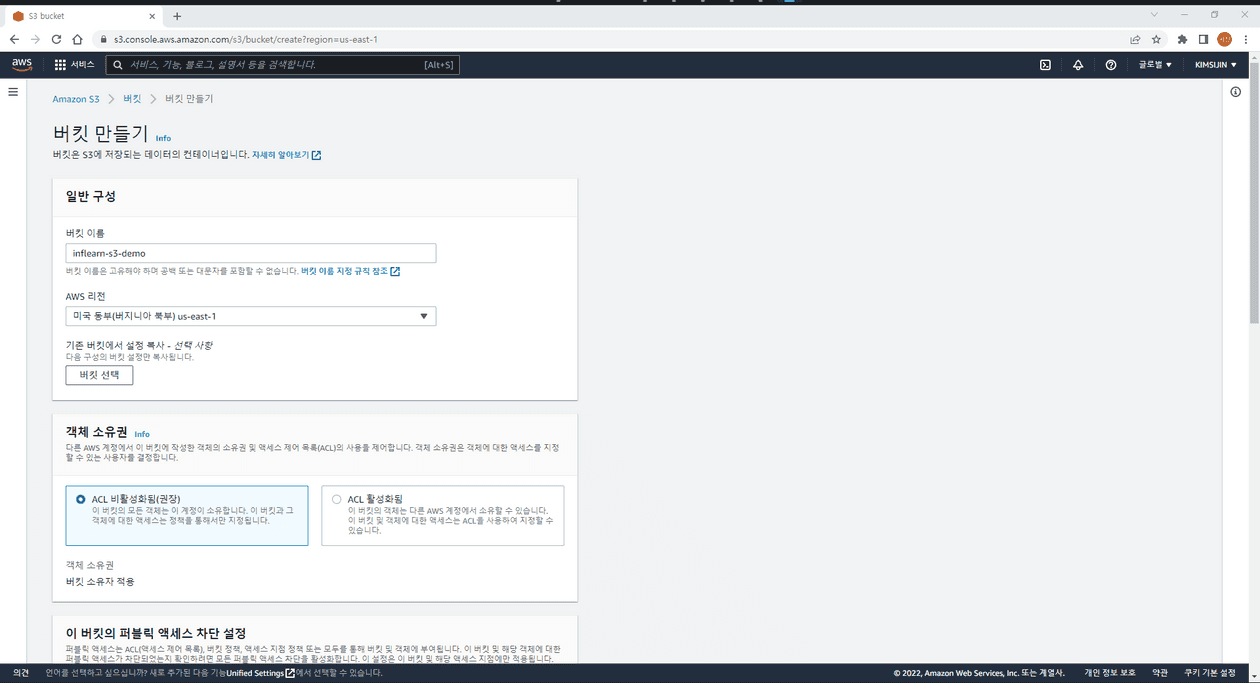 S3 bucket
s3.console.aws.amazon.com/s3/bucket/create?region=us-east-1
aws 서비스 서비스, 기능, 블로그, 설명서 등을 검색합니다. [Alt+S] 글로벌 KIMSIJIN
Amazon S3 버킷 버킷 만들기
버킷 만들기 Info
버킷은 S3에 저장되는 데이터의 컨테이너입니다. 자세히 알아보기
일반 구성
버킷 이름
inflearn-s3-demo
버킷 이름은 고유해야 하며 공백 또는 대문자를 포함할 수 없습니다. 버킷 이름 지정 규칙 참조
AWS 리전
미국 동부(버지니아 북부) us-east-1
기존 버킷에서 설정 복사 - 선택 사항
다음 구성의 버킷 설정만 복사됩니다.
버킷 선택
객체 소유권 Info
다른 AWS 계정에서 이 버킷에 작성한 객체의 소유권 및 액세스 제어 목록(ACL)의 사용을 제어합니다. 객체 소유권은 객체에 대한 액세스를 지정
할 수 있는 사용자를 결정합니다.
ACL 비활성화됨(권장)
이 버킷의 모든 객체는 이 계정이 소유합니다. 이 버킷과 그
객체에 대한 액세스는 정책을 통해서만 지정됩니다.
ACL 활성화됨
이 버킷의 객체는 다른 AWS 계정에서 소유할 수 있습니다.
이 버킷 및 객체에 대한 액세스는 ACL을 사용하여 지정할 수
있습니다.
객체 소유권
버킷 소유자 적용
이 버킷의 퍼블릭 액세스 차단 설정
퍼블릭 액세스는 ACL(액세스 제어 목록), 버킷 정책, 액세스 지점 정책 또는 모두를 통해 버킷 및 객체에 부여됩니다. 이 버킷 및 해당 객체에 대한
퍼블릭 액세스가 차단되었는지 확인하려면 모든 퍼블릭 액세스 차단을 활성화합니다. 이 설정은 이 버킷 및 해당 액세스 지점에만 적용됩니다.
의견 언어를 선택하고 싶으십니까? 새로 추가된 다음 기능Unified Settings에서 선택할 수 있습니다. © 2022, Amazon Web Services, Inc. 또는 계열사. 개인 정보 보호 약관 쿠키 기본 설정